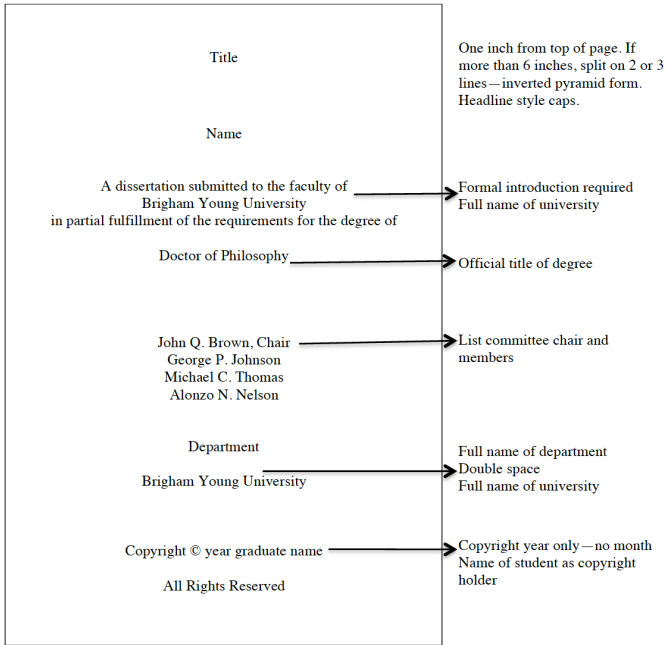 Title
One inch from top of page. If
more than 6 inches, split on 2 or 3
lines—inverted pyramid form.
Headline style caps.
Name
A dissertation submitted to the faculty of
Brigham Young University
in partial fulfillment of the requirements for the degree of
Formal introduction required
Full name of university
Doctor of Philosophy
Official title of degree
John Q. Brown, Chair
George P. Johnson
Michael C. Thomas
Alonzo N. Nelson
List committee chair and
members
Department
Brigham Young University
Full name of department
Double space
Full name of university
Copyright © year graduate name
All Rights Reserved
Copyright year only—no month
Name of student as copyright
holder